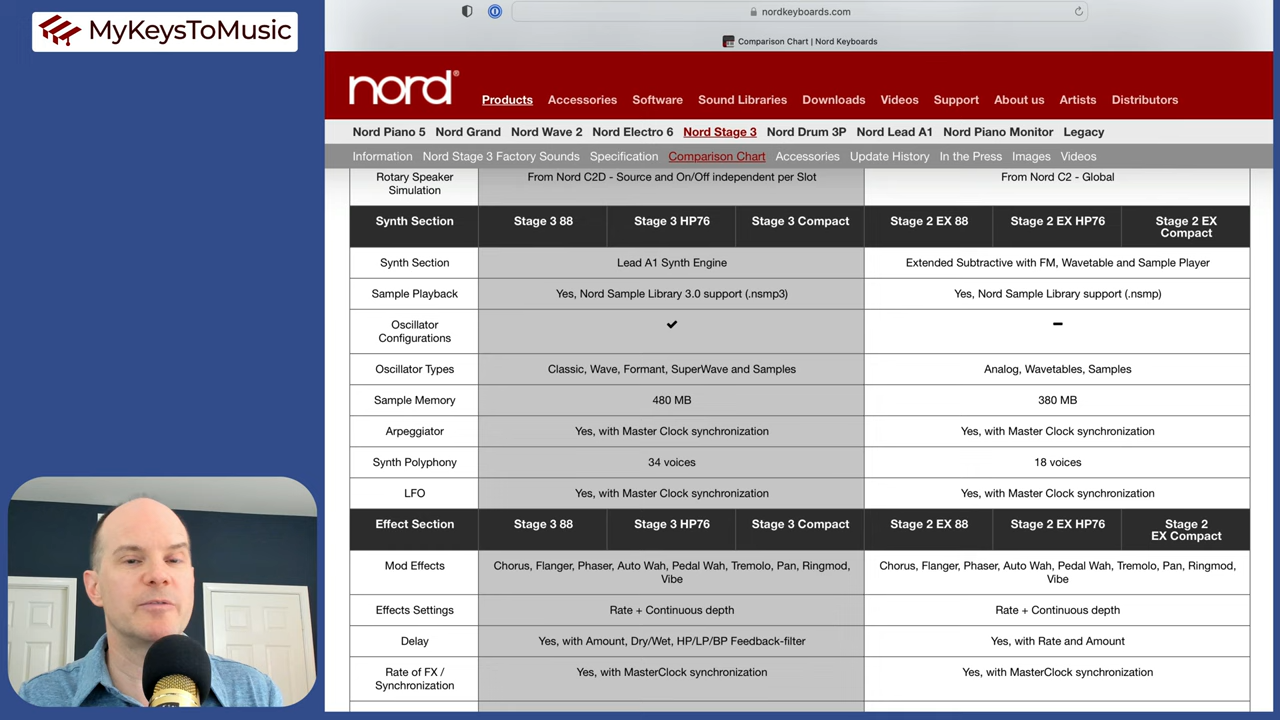 MyKeysToMusic
nordkeyboards.com
Comparison Chart | Nord Keyboards
nord®
Products Accessories Software Sound Libraries Downloads Videos Support About us Artists Distributors
Nord Piano 5 Nord Grand Nord Wave 2 Nord Electro 6 Nord Stage 3 Nord Drum 3P Nord Lead A1 Nord Piano Monitor Legacy
Information Nord Stage 3 Factory Sounds Specification Comparison Chart Accessories Update History In the Press Images Videos
Rotary Speaker
Simulation
From Nord C2D - Source and On/Off independent per Slot
From Nord C2 - Global
Synth Section
Stage 3 88
Stage 3 HP76
Stage 3 Compact
Stage 2 EX 88
Stage 2 EX HP76
Stage 2 EX
Compact
Synth Section
Lead A1 Synth Engine
Extended Subtractive with FM, Wavetable and Sample Player
Sample Playback
Yes, Nord Sample Library 3.0 support (.nsmp3)
Yes, Nord Sample Library support (.nsmp)
Oscillator
Configurations
Oscillator Types
Classic, Wave, Formant, SuperWave and Samples
Analog, Wavetables, Samples
Sample Memory
480 MB
380 MB
Arpeggiator
Yes, with Master Clock synchronization
Yes, with Master Clock synchronization
Synth Polyphony
34 voices
18 voices
LFO
Yes, with Master Clock synchronization
Yes, with Master Clock synchronization
Effect Section
Stage 3 88
Stage 3 HP76
Stage 3 Compact
Stage 2 EX 88
Stage 2 EX HP76
Stage 2
EX Compact
Mod Effects
Chorus, Flanger, Phaser, Auto Wah, Pedal Wah, Tremolo, Pan, Ringmod,
Vibe
Chorus, Flanger, Phaser, Auto Wah, Pedal Wah, Tremolo, Pan, Ringmod,
Vibe
Effects Settings
Rate + Continuous depth
Rate + Continuous depth
Delay
Yes, with Amount, Dry/Wet, HP/LP/BP Feedback-filter
Yes, with Rate and Amount
Rate of FX /
Synchronization
Yes, with MasterClock synchronization
Yes, with MasterClock synchronization